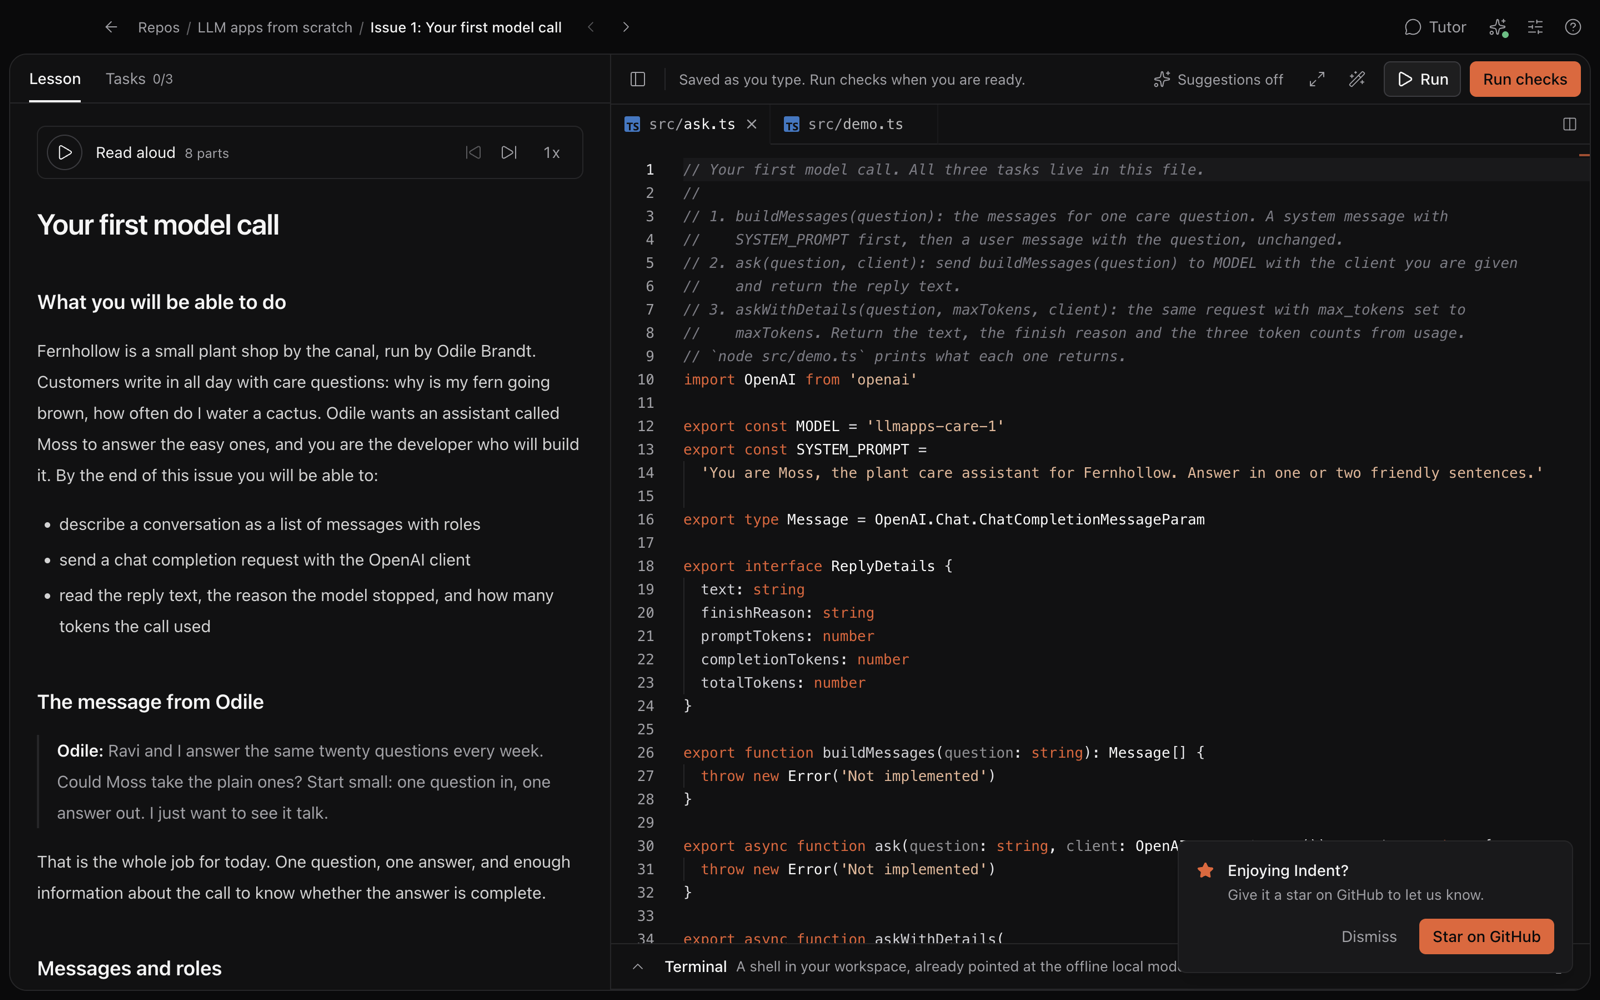 Repos / LLM apps from scratch / Issue 1: Your first model call
Tutor
Lesson
Tasks 0/3
Saved as you type. Run checks when you are ready.
Suggestions off
Run
Run checks
Read aloud 8 parts
1x
Your first model call
What you will be able to do
Fernhollow is a small plant shop by the canal, run by Odile Brandt.
Customers write in all day with care questions: why is my fern going
brown, how often do I water a cactus. Odile wants an assistant called
Moss to answer the easy ones, and you are the developer who will build
it. By the end of this issue you will be able to:
• describe a conversation as a list of messages with roles
• send a chat completion request with the OpenAI client
• read the reply text, the reason the model stopped, and how many
tokens the call used
The message from Odile
Odile: Ravi and I answer the same twenty questions every week.
Could Moss take the plain ones? Start small: one question in, one
answer out. I just want to see it talk.
That is the whole job for today. One question, one answer, and enough
information about the call to know whether the answer is complete.
Messages and roles
TS src/ask.ts
TS src/demo.ts
1 // Your first model call. All three tasks live in this file.
2 //
3 // 1. buildMessages(question): the messages for one care question. A system message with
4 //    SYSTEM_PROMPT first, then a user message with the question, unchanged.
5 // 2. ask(question, client): send buildMessages(question) to MODEL with the client you are given
6 //    and return the reply text.
7 // 3. askWithDetails(question, maxTokens, client): the same request with max_tokens set to
8 //    maxTokens. Return the text, the finish reason and the three token counts from usage.
9 // `node src/demo.ts` prints what each one returns.
10 import OpenAI from 'openai'
11
12 export const MODEL = 'llmapps-care-1'
13 export const SYSTEM_PROMPT =
14   'You are Moss, the plant care assistant for Fernhollow. Answer in one or two friendly sentences.'
15
16 export type Message = OpenAI.Chat.ChatCompletionMessageParam
17
18 export interface ReplyDetails {
19   text: string
20   finishReason: string
21   promptTokens: number
22   completionTokens: number
23   totalTokens: number
24 }
25
26 export function buildMessages(question: string): Message[] {
27   throw new Error('Not implemented')
28 }
29
30 export async function ask(question: string, client: OpenA
31   throw new Error('Not implemented')
32 }
33
34 export async function askWithDetails(
Enjoying Indent?
Give it a star on GitHub to let us know.
Dismiss
Star on GitHub
Terminal A shell in your workspace, already pointed at the offline local mod